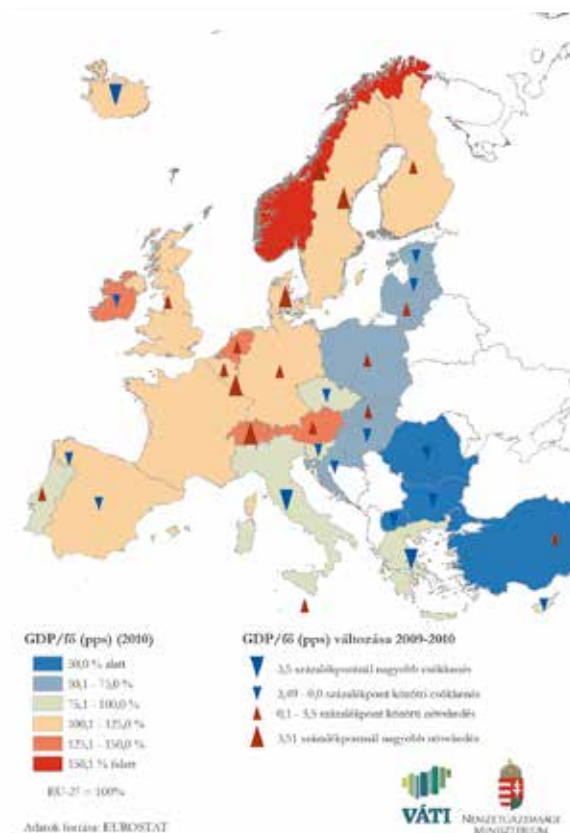 GDP/fő (pps) (2010)
50,0 % alatt
50,1 - 75,0 %
75,1 - 100,0 %
100,1 - 125,0 %
125,1 - 150,0 %
150,1 % felett
EU-27 = 100%
Adatok forrása: EUROSTAT
GDP/fő (pps) változása 2009-2010
3,5 százalékpontnál nagyobb csökkenés
3,49 - 0,0 százalékpont közötti csökkenés
0,1 - 3,5 százalékpont közötti növekedés
3,51 százalékpontnál nagyobb növekedés
VÁTI
NEMZETGAZDASÁGI
MINISZTÉRIUM